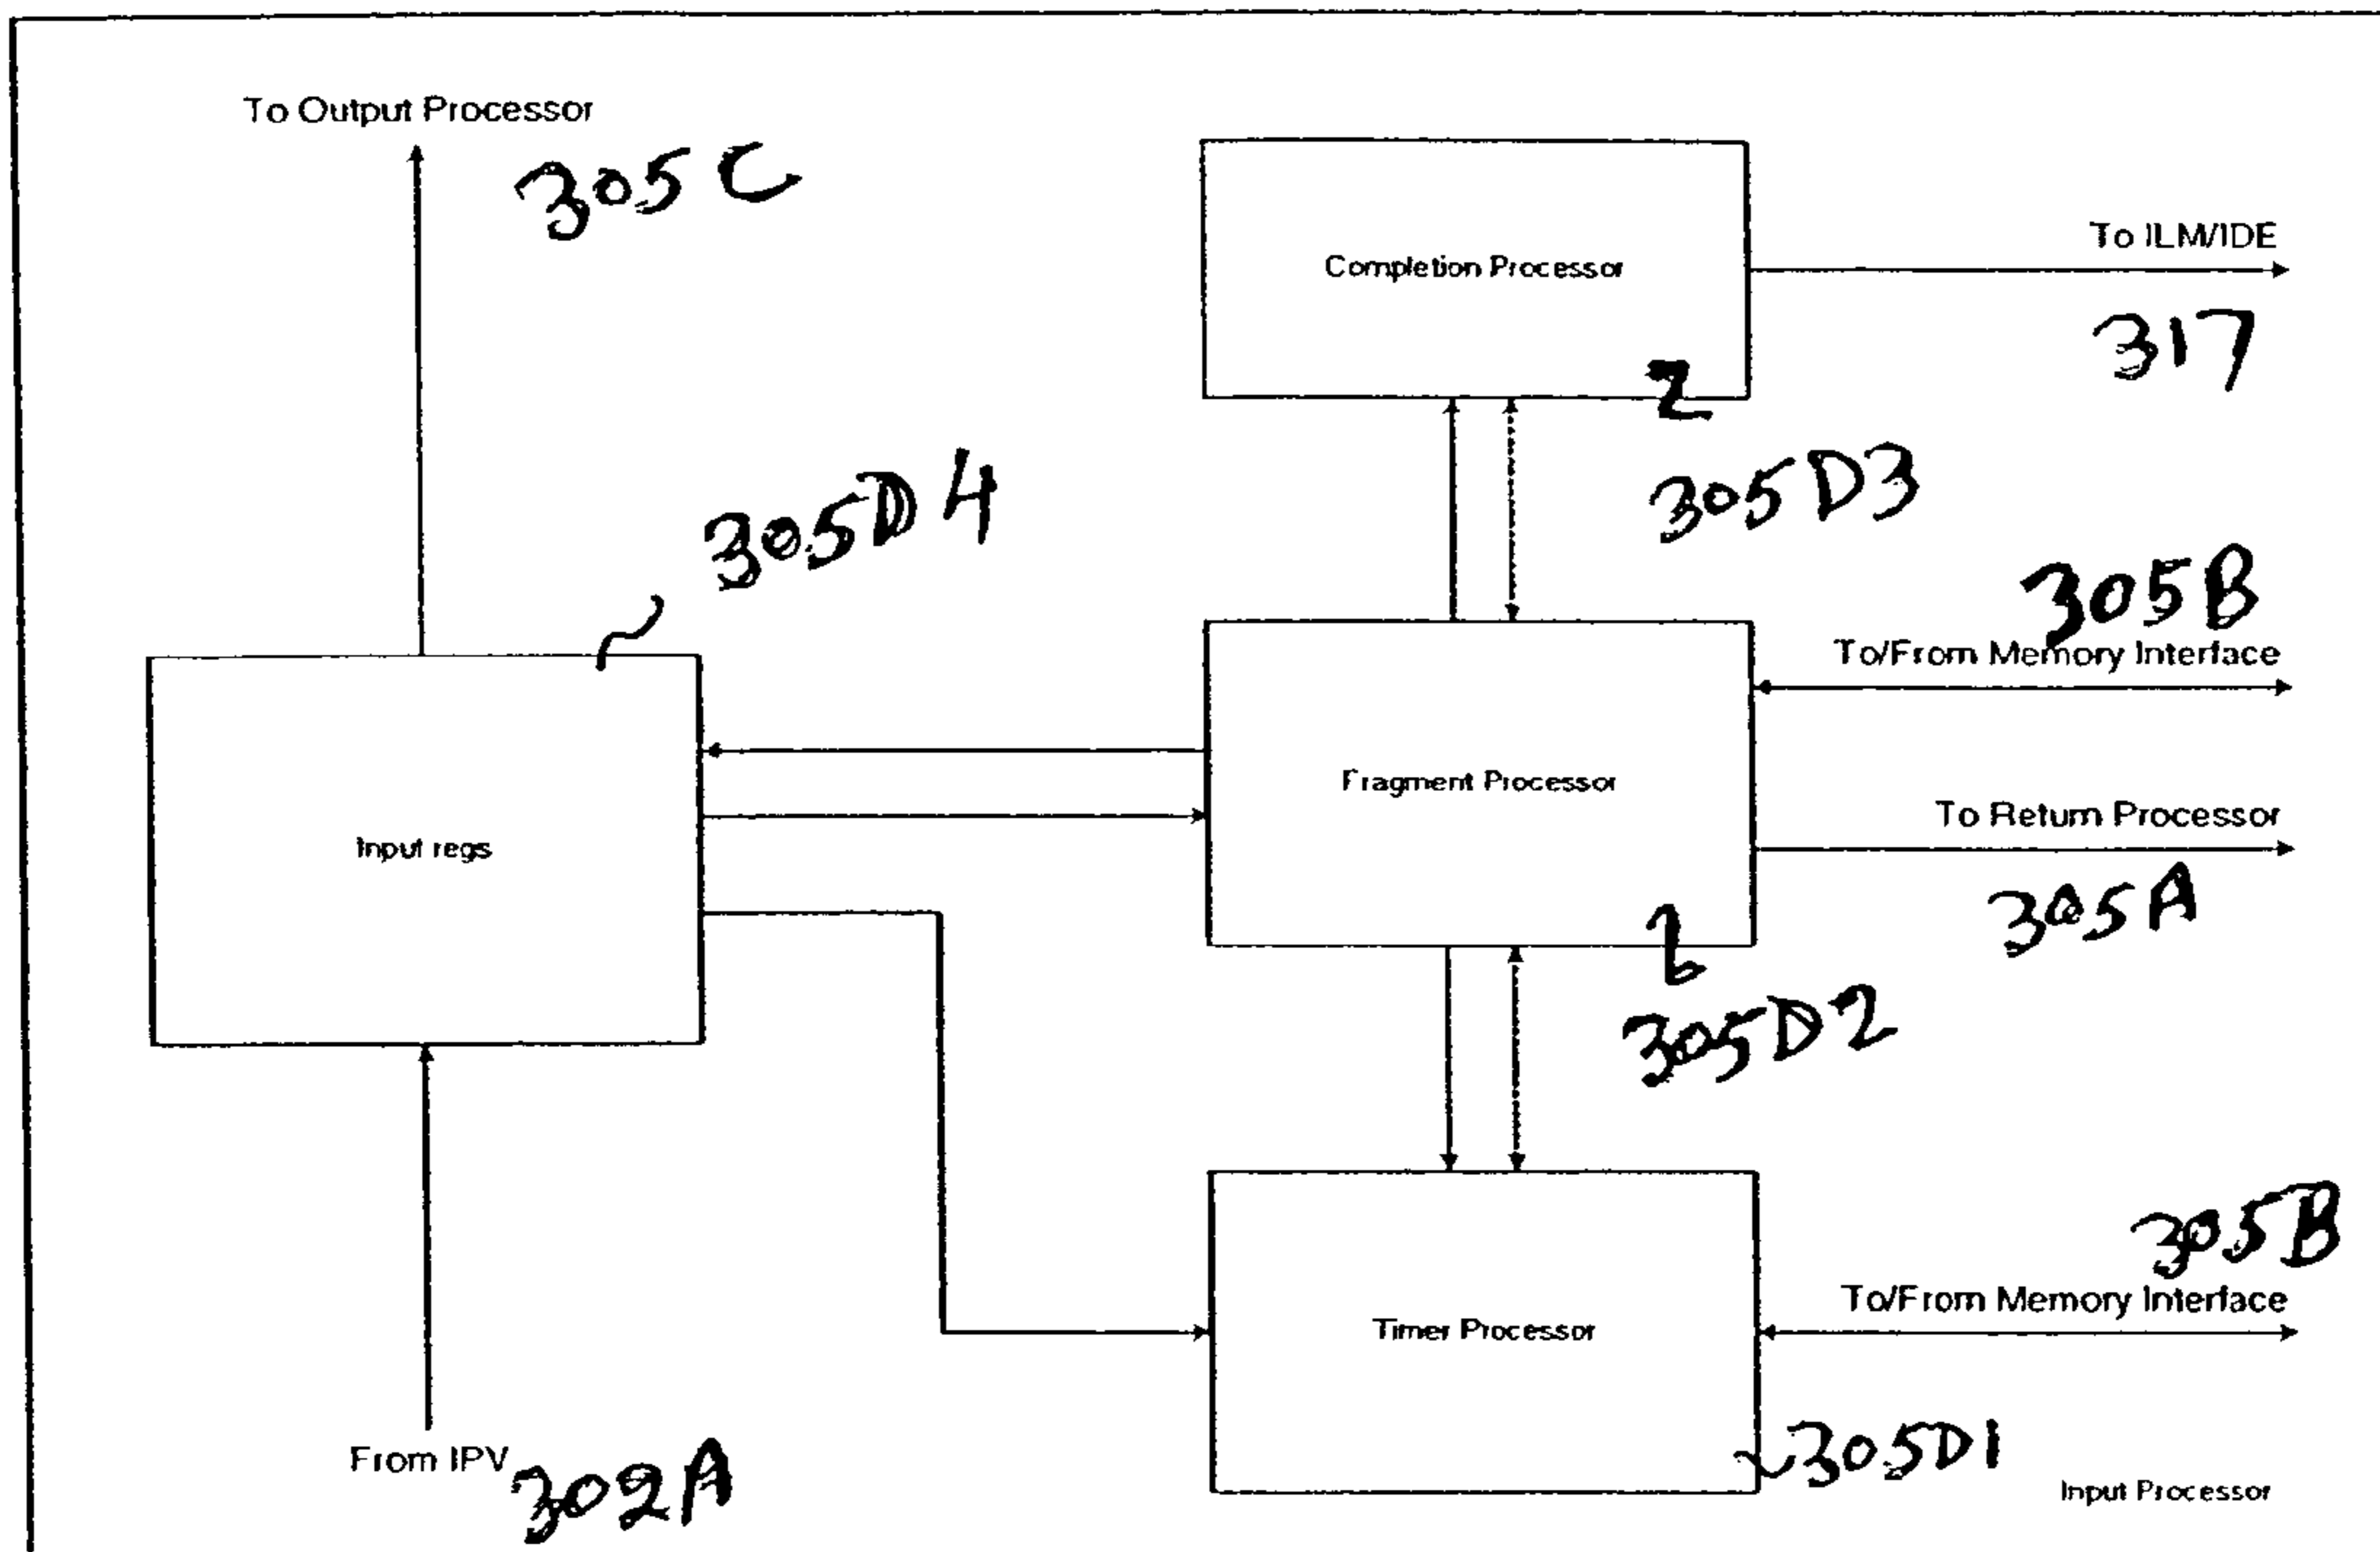 To Output Processor
305C
Completion Processor
To ILM/IDE
317
305D3
305D4
305B
To/From Memory Interface
Fragment Processor
To Return Processor
305A
Input regs
305D2
305B
To/From Memory Interface
Timer Processor
305D1
From IPV
302A
Input Processor